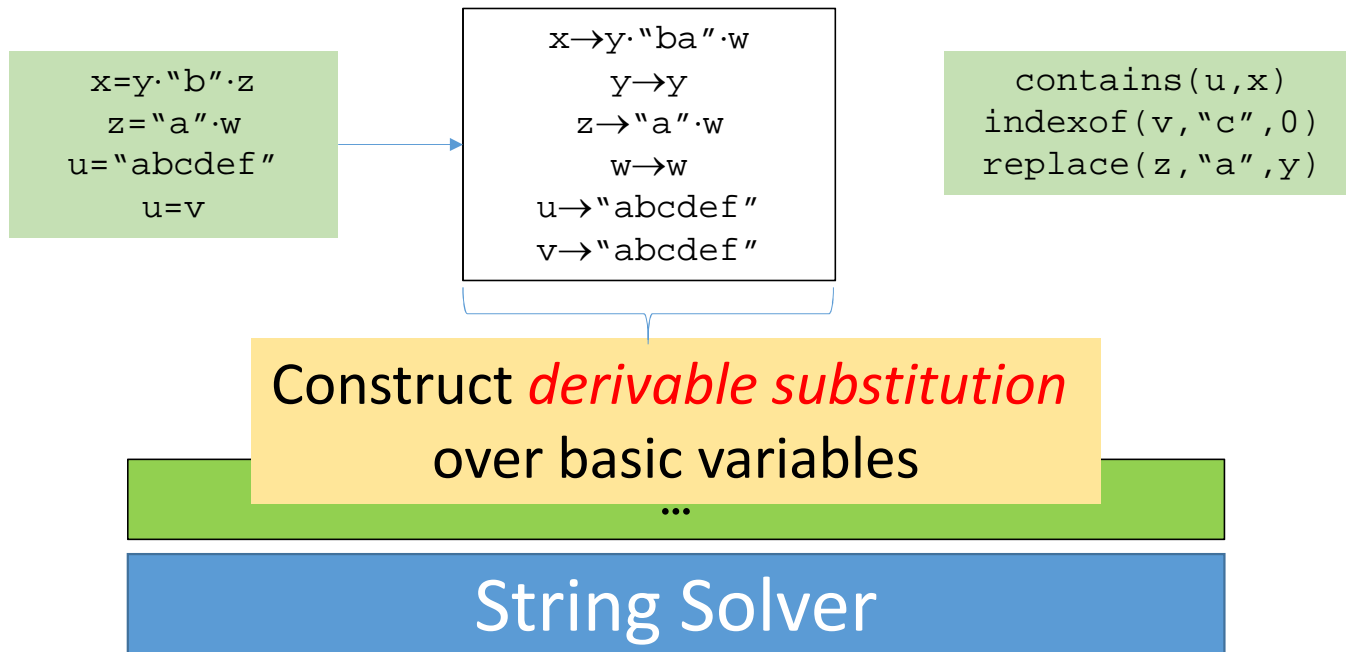 x=y·“b”·z
z=“a”·w
u=“abcdef”
u=v
x→y·“ba”·w
y→y
z→“a”·w
w→w
u→“abcdef”
v→“abcdef”
contains(u,x)
indexof(v,“c”,0)
replace(z,“a”,y)
Construct derivable substitution
over basic variables
…
String Solver